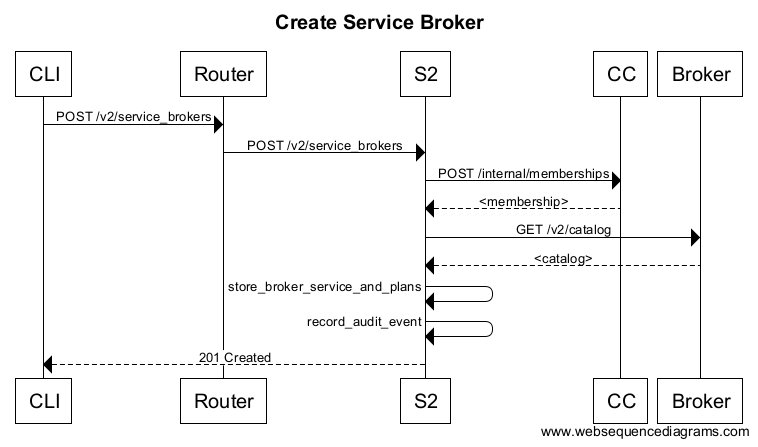 Create Service Broker
CLI Router S2 CC Broker
POST /v2/service_brokers
POST /v2/service_brokers
POST /internal/memberships
<membership>
GET /v2/catalog
<catalog>
store_broker_service_and_plans
record_audit_event
201 Created
CLI Router S2 CC Broker
www.websequencediagrams.com